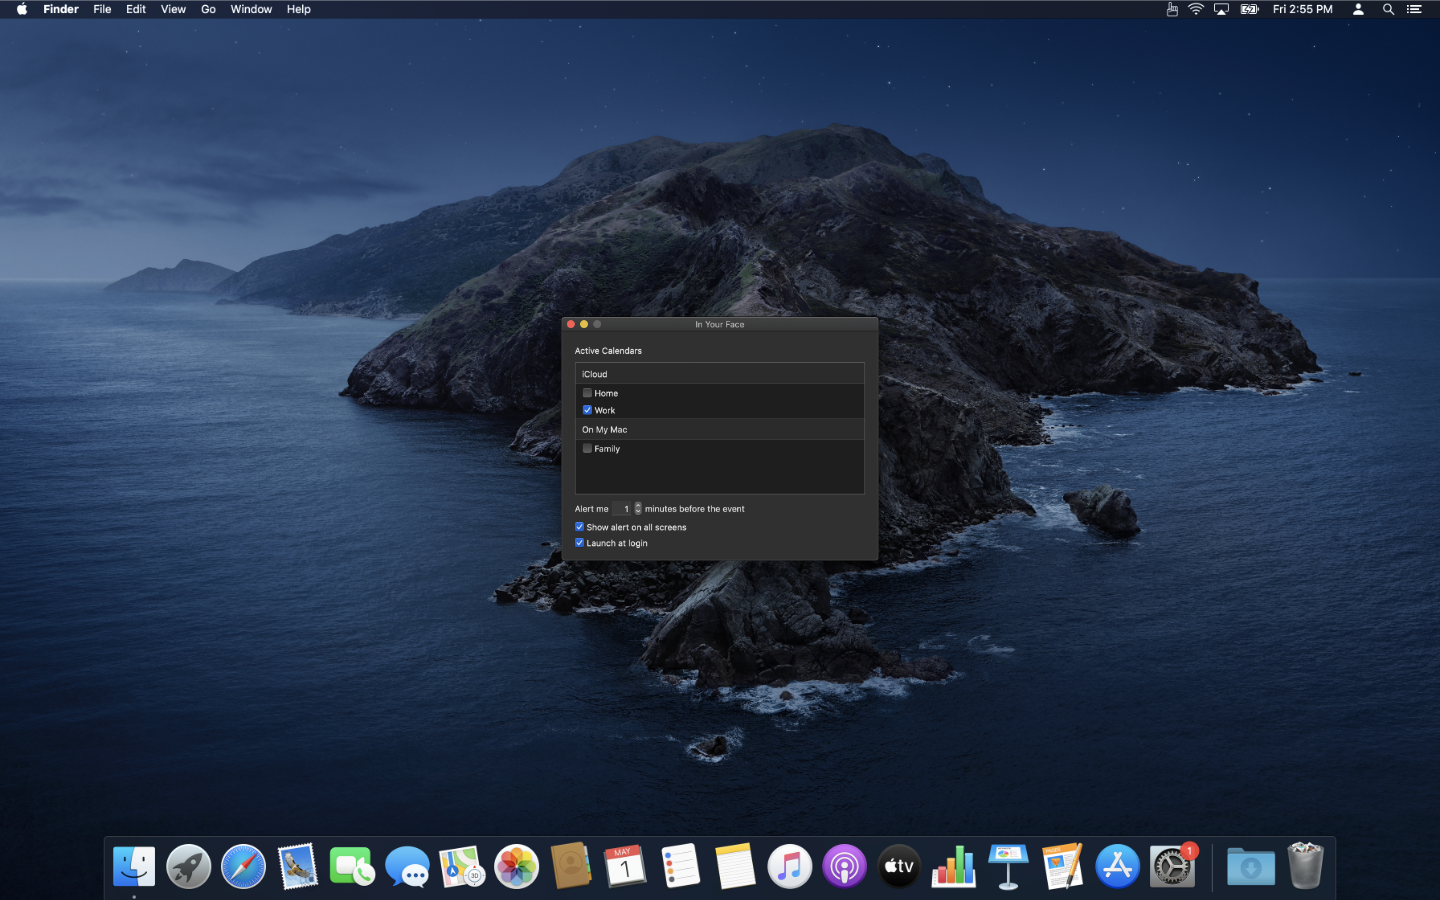 Finder File Edit View Go Window Help Fri 2:55 PM
In Your Face
Active Calendars
iCloud
Home
Work
On My Mac
Family
Alert me 1 minutes before the event
Show alert on all screens
Launch at login
MAY
1
3D
PAGES
tv
1